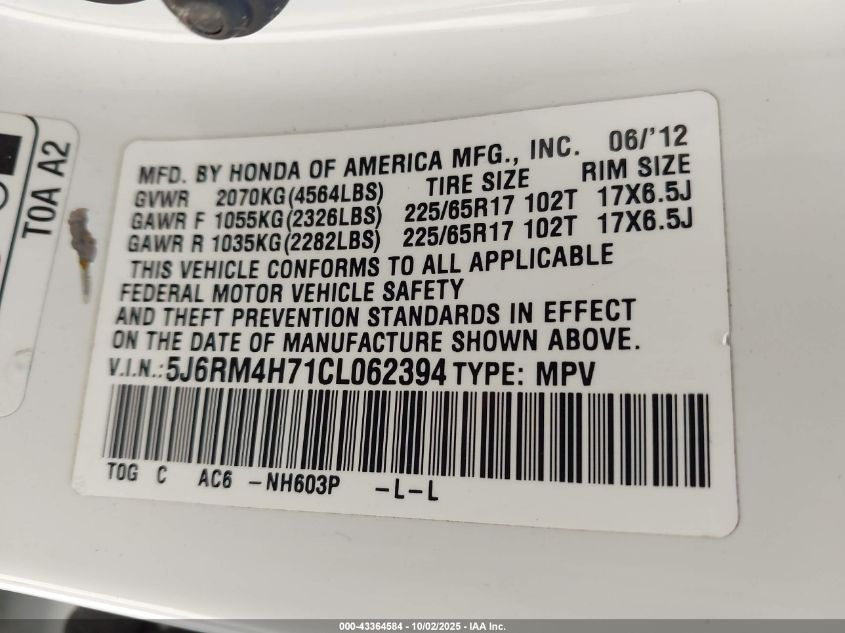 MFD. BY HONDA OF AMERICA MFG., INC. 06/'12
GVWR 2070KG(4564LBS) TIRE SIZE RIM SIZE
GAWR F 1055KG(2326LBS) 225/65R17 102T 17X6.5J
GAWR R 1035KG(2282LBS) 225/65R17 102T 17X6.5J
THIS VEHICLE CONFORMS TO ALL APPLICABLE
FEDERAL MOTOR VEHICLE SAFETY
AND THEFT PREVENTION STANDARDS IN EFFECT
ON THE DATE OF MANUFACTURE SHOWN ABOVE.
V.I.N.: 5J6RM4H71CL062394 TYPE: MPV
T0G C AC6 -NH603P -L-L
T0A A2
000-43364584 - 10/02/2025 - IAA Inc.